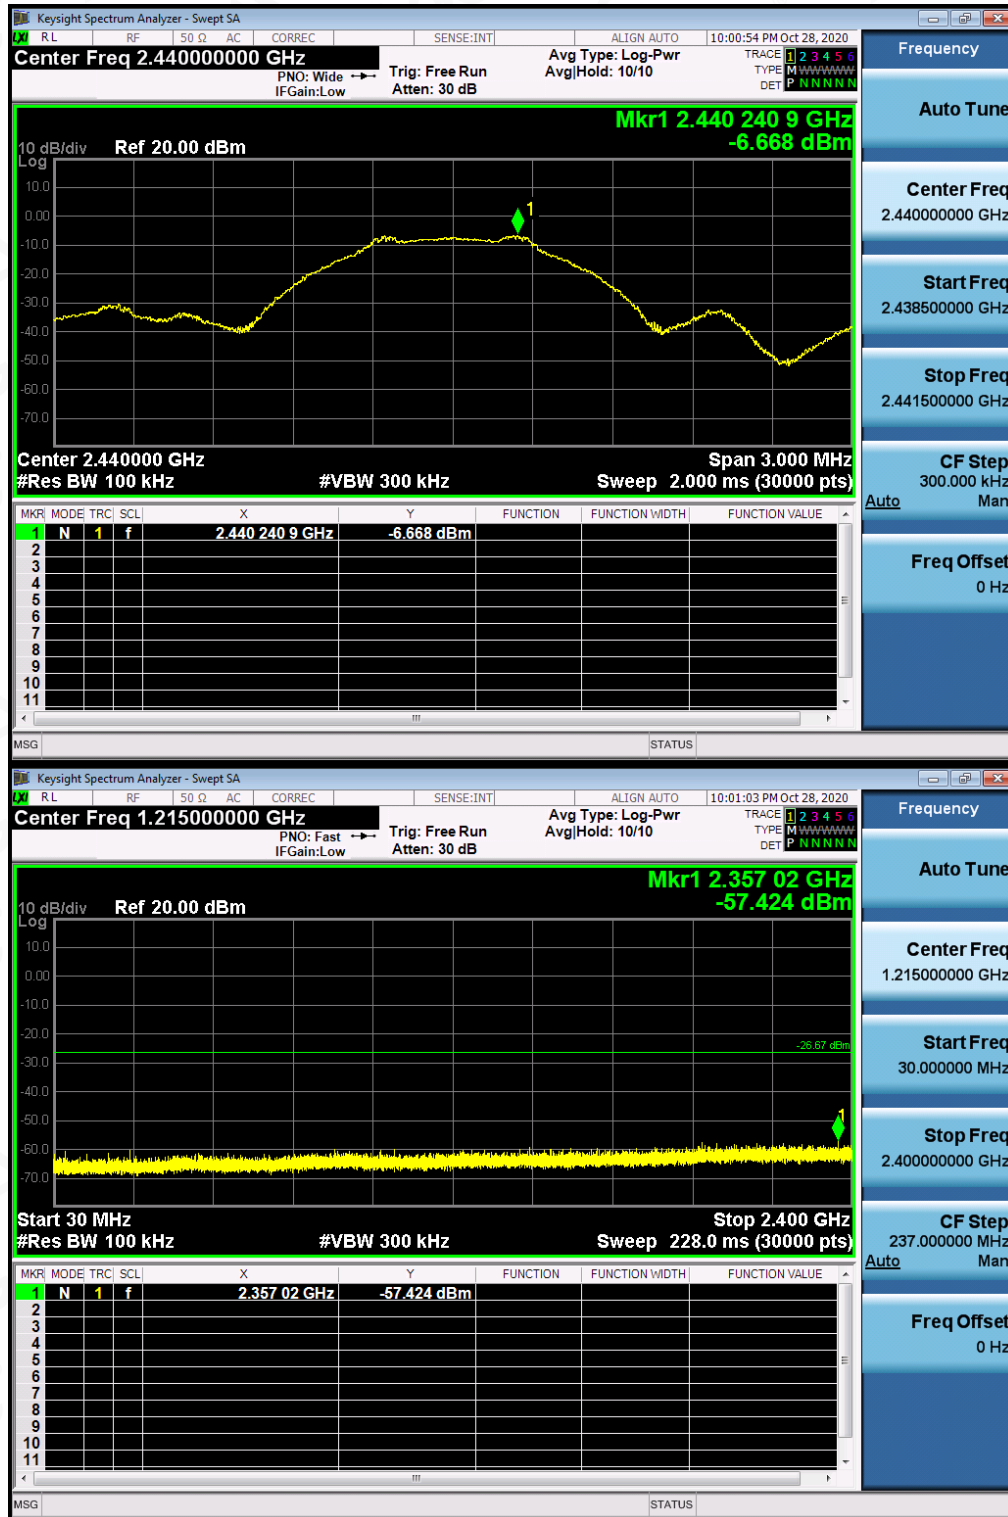 Keysight Spectrum Analyzer - Swept SA
LXI RL RF 50 Ω AC CORREC SENSE:INT ALIGN AUTO 10:00:54 PM Oct 28, 2020
Center Freq 2.440000000 GHz
PNO: Wide
IFGain:Low
Trig: Free Run
Atten: 30 dB
Avg Type: Log-Pwr
Avg|Hold: 10/10
TRACE 1 2 3 4 5 6
TYPE M WWWWW
DET P N N N N N
Mkr1 2.440 240 9 GHz
-6.668 dBm
10 dB/div Ref 20.00 dBm
Log
10.0
0.00
-10.0
-20.0
-30.0
-40.0
-50.0
-60.0
-70.0
1
Center 2.440000 GHz Span 3.000 MHz
#Res BW 100 kHz #VBW 300 kHz Sweep 2.000 ms (30000 pts)
MKR MODE TRC SCL X Y FUNCTION FUNCTION WIDTH FUNCTION VALUE
1 N 1 f 2.440 240 9 GHz -6.668 dBm
2
3
4
5
6
7
8
9
10
11
MSG STATUS
Frequency
Auto Tune
Center Freq
2.440000000 GHz
Start Freq
2.438500000 GHz
Stop Freq
2.441500000 GHz
CF Step
300.000 kHz
Auto Man
Freq Offset
0 Hz
Keysight Spectrum Analyzer - Swept SA
LXI RL RF 50 Ω AC CORREC SENSE:INT ALIGN AUTO 10:01:03 PM Oct 28, 2020
Center Freq 1.215000000 GHz
PNO: Fast
IFGain:Low
Trig: Free Run
Atten: 30 dB
Avg Type: Log-Pwr
Avg|Hold: 10/10
TRACE 1 2 3 4 5 6
TYPE M WWWWW
DET P N N N N N
Mkr1 2.357 02 GHz
-57.424 dBm
10 dB/div Ref 20.00 dBm
Log
10.0
0.00
-10.0
-20.0
-26.67 dBm
-30.0
-40.0
-50.0
-60.0
-70.0
1
Start 30 MHz Stop 2.400 GHz
#Res BW 100 kHz #VBW 300 kHz Sweep 228.0 ms (30000 pts)
MKR MODE TRC SCL X Y FUNCTION FUNCTION WIDTH FUNCTION VALUE
1 N 1 f 2.357 02 GHz -57.424 dBm
2
3
4
5
6
7
8
9
10
11
MSG STATUS
Frequency
Auto Tune
Center Freq
1.215000000 GHz
Start Freq
30.000000 MHz
Stop Freq
2.400000000 GHz
CF Step
237.000000 MHz
Auto Man
Freq Offset
0 Hz